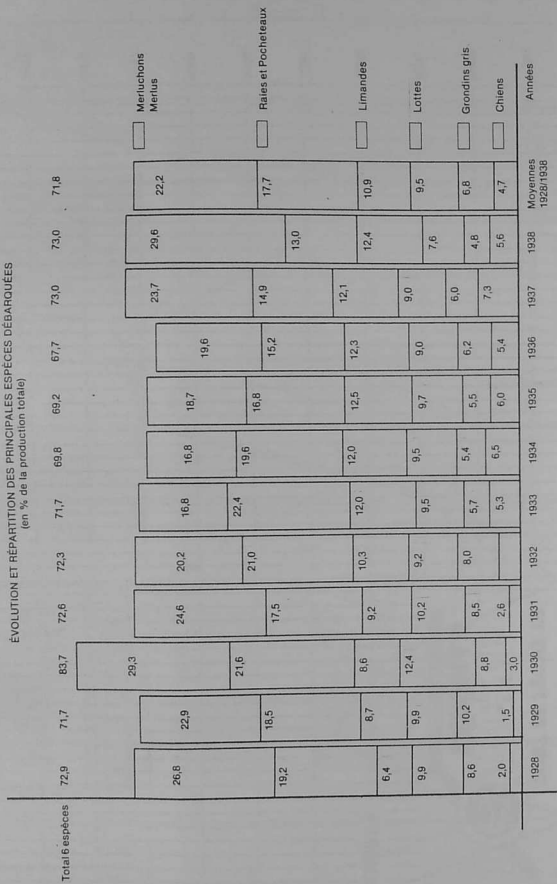 ÉVOLUTION ET RÉPARTITION DES PRINCIPALES ESPÈCES DÉBARQUÉES
(en % de la production totale)
Total 6 espèces 72,9 71,7 83,7 72,6 72,3 71,7 69,8 69,2 67,7 73,0 73,0 71,8
26,8 22,9 29,3 24,6 20,2 16,8 16,8 18,7 19,6 23,7 29,6 22,2 Merluchons
Merlus
19,2 18,5 21,6 17,5 21,0 22,4 19,6 16,8 15,2 14,9 13,0 17,7 Raies et Pocheteaux
6,4 8,7 8,6 9,2 10,3 12,0 12,0 12,5 12,3 12,1 12,4 10,9 Limandes
9,9 9,9 12,4 10,2 9,2 9,5 9,5 9,7 9,0 9,0 7,6 9,5 Lottes
8,6 10,2 8,8 8,5 8,0 5,7 5,4 5,5 6,2 6,0 4,8 6,8 Grondins gris
2,0 1,5 3,0 2,6 5,3 6,5 6,0 5,4 7,3 5,6 4,7 Chiens
1928 1929 1930 1931 1932 1933 1934 1935 1936 1937 1938 Moyennes Années
1928/1938